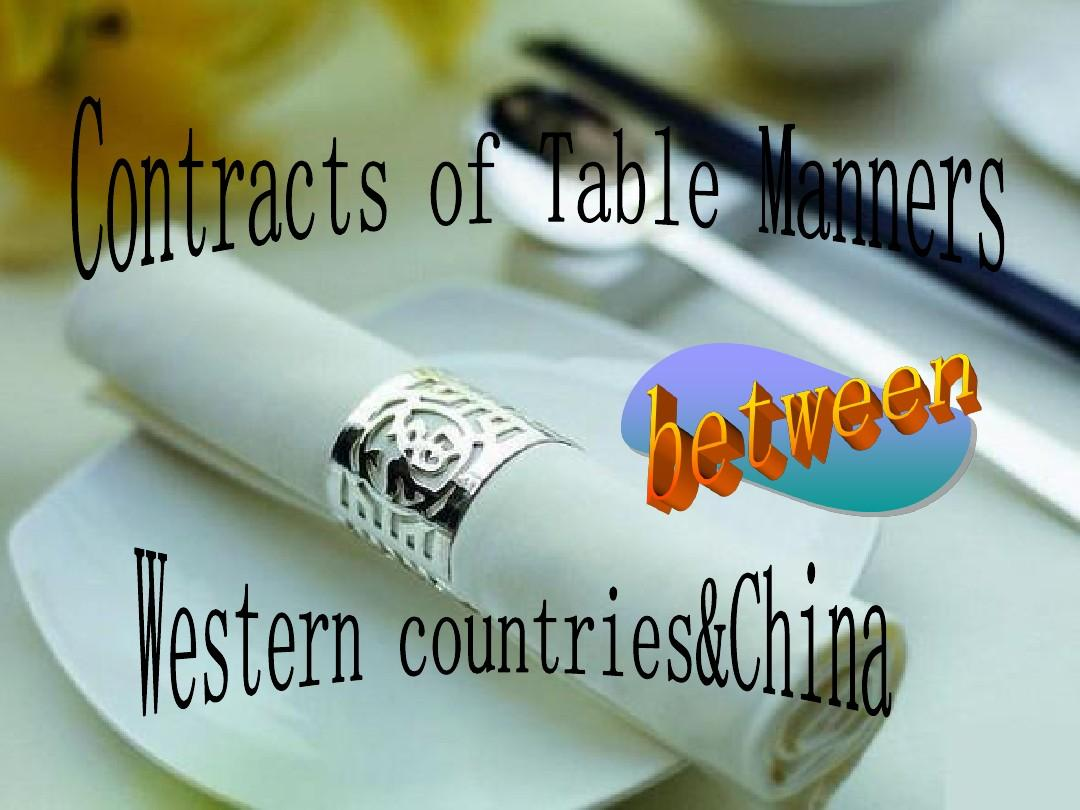 Contracts of Table Manners
between
Western countries&China